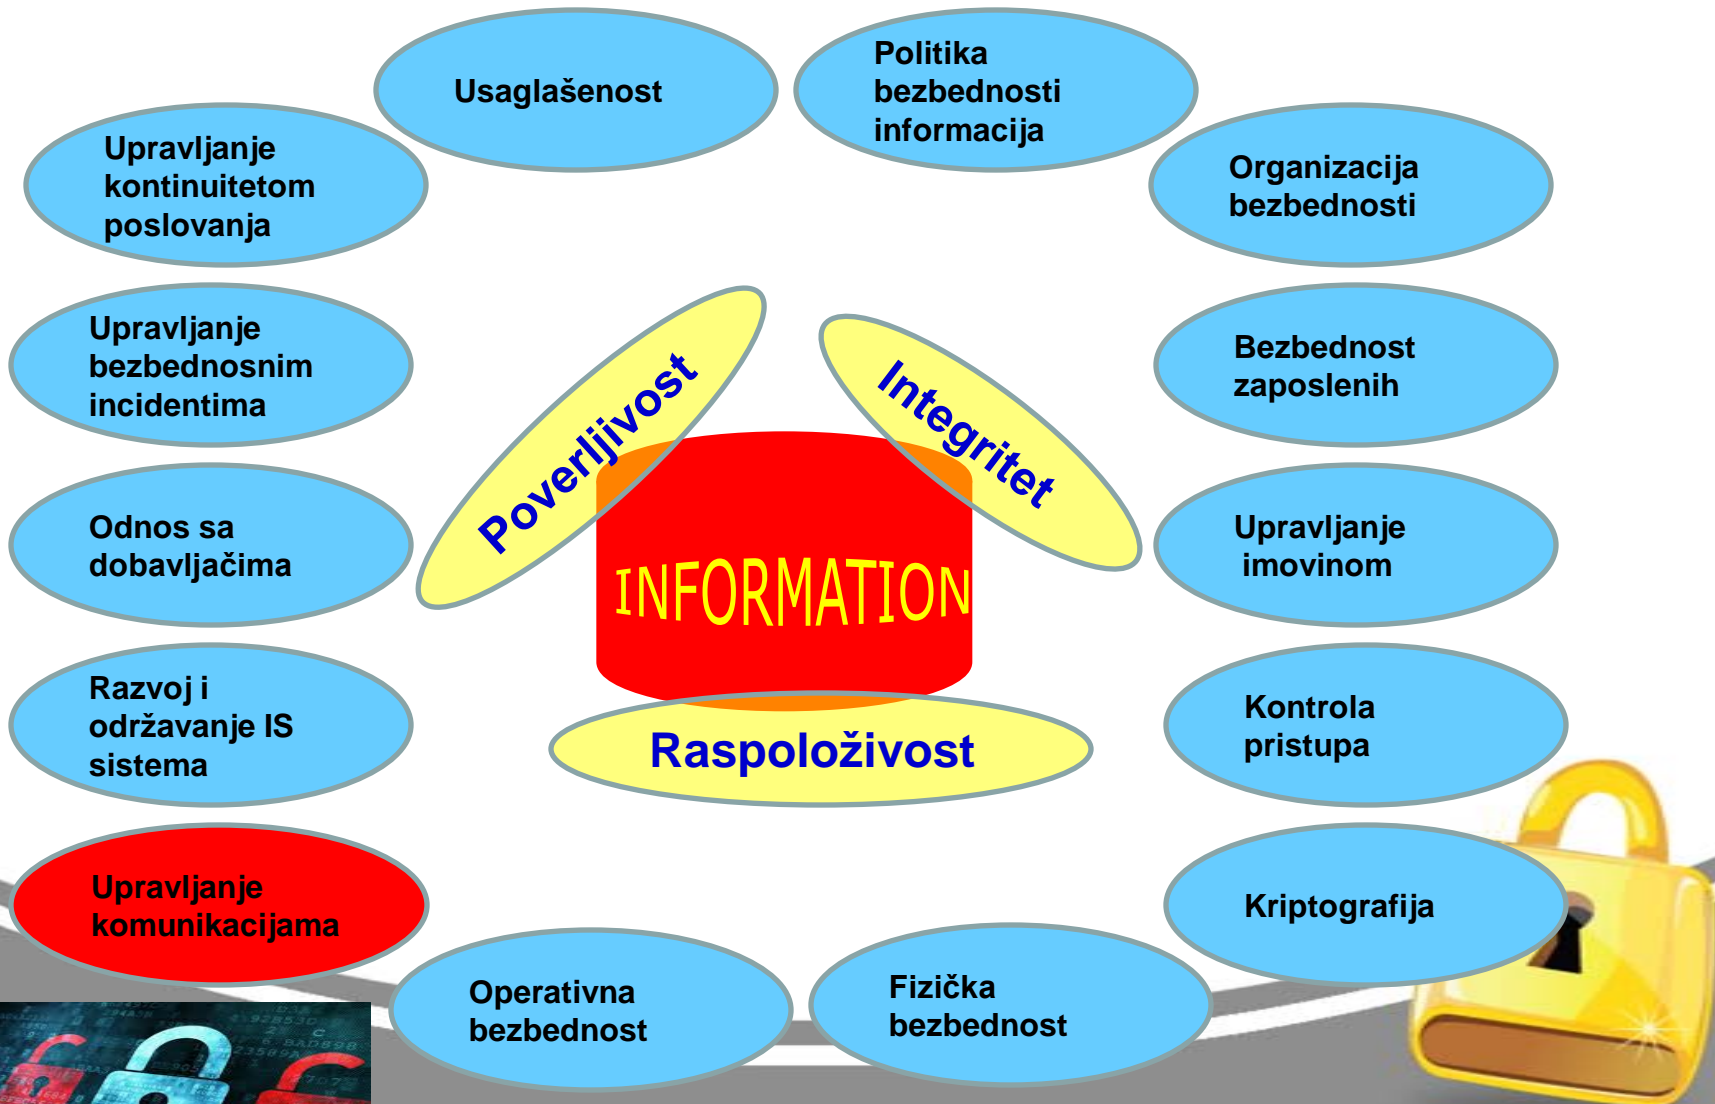 Usaglašenost
Politika
bezbednosti
informacija
Upravljanje
kontinuitetom
poslovanja
Organizacija
bezbednosti
Upravljanje
bezbednosnim
incidentima
Bezbednost
zaposlenih
Poverljivost
Integritet
Odnos sa
dobavljačima
INFORMATION
Upravljanje
imovinom
Razvoj i
održavanje IS
sistema
Raspoloživost
Kontrola
pristupa
Upravljanje
komunikacijama
Kriptografija
Operativna
bezbednost
Fizička
bezbednost